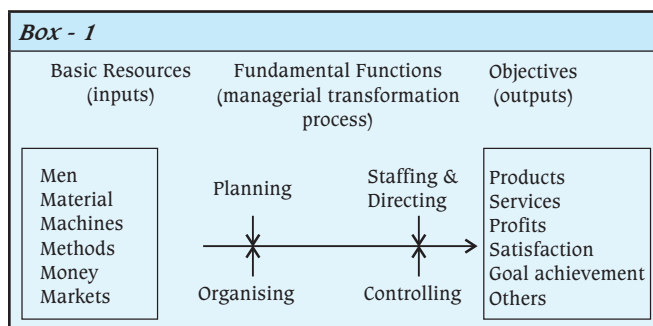 Box - 1
Basic Resources
(inputs)
Fundamental Functions
(managerial transformation
process)
Objectives
(outputs)
Men
Material
Machines
Methods
Money
Markets
Planning
Staffing &
Directing
Organising
Controlling
Products
Services
Profits
Satisfaction
Goal achievement
Others